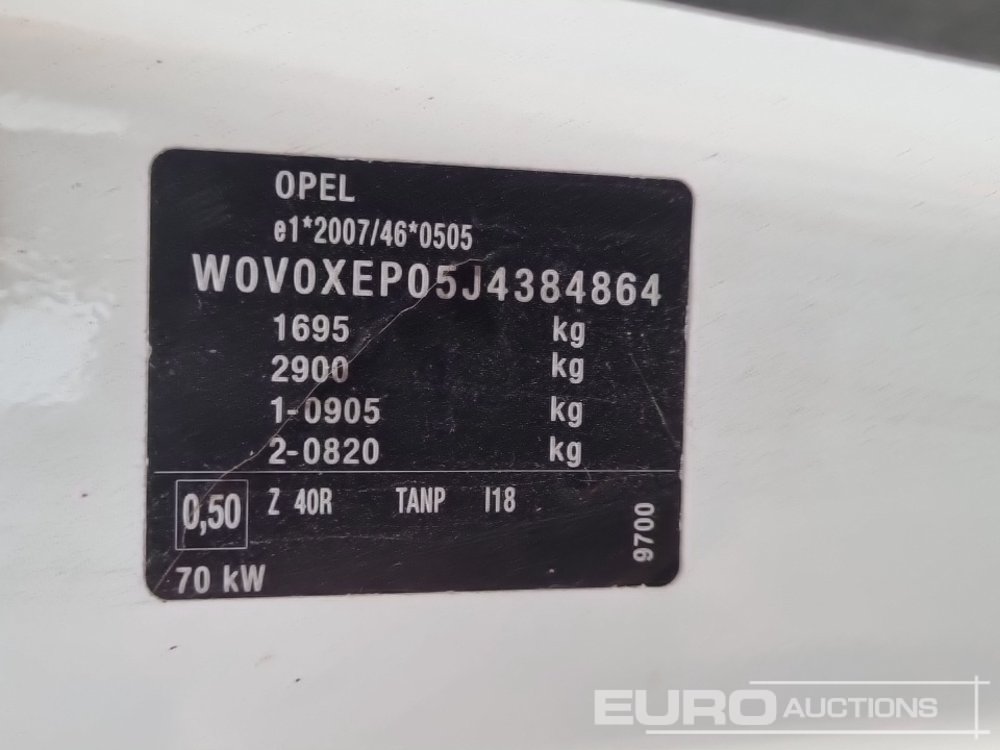 OPEL
e1*2007/46*0505
W0V0XEP05J4384864
1695 kg
2900 kg
1-0905 kg
2-0820 kg
0,50 Z 40R TANP I18
9700
70 kW
EURO AUCTIONS